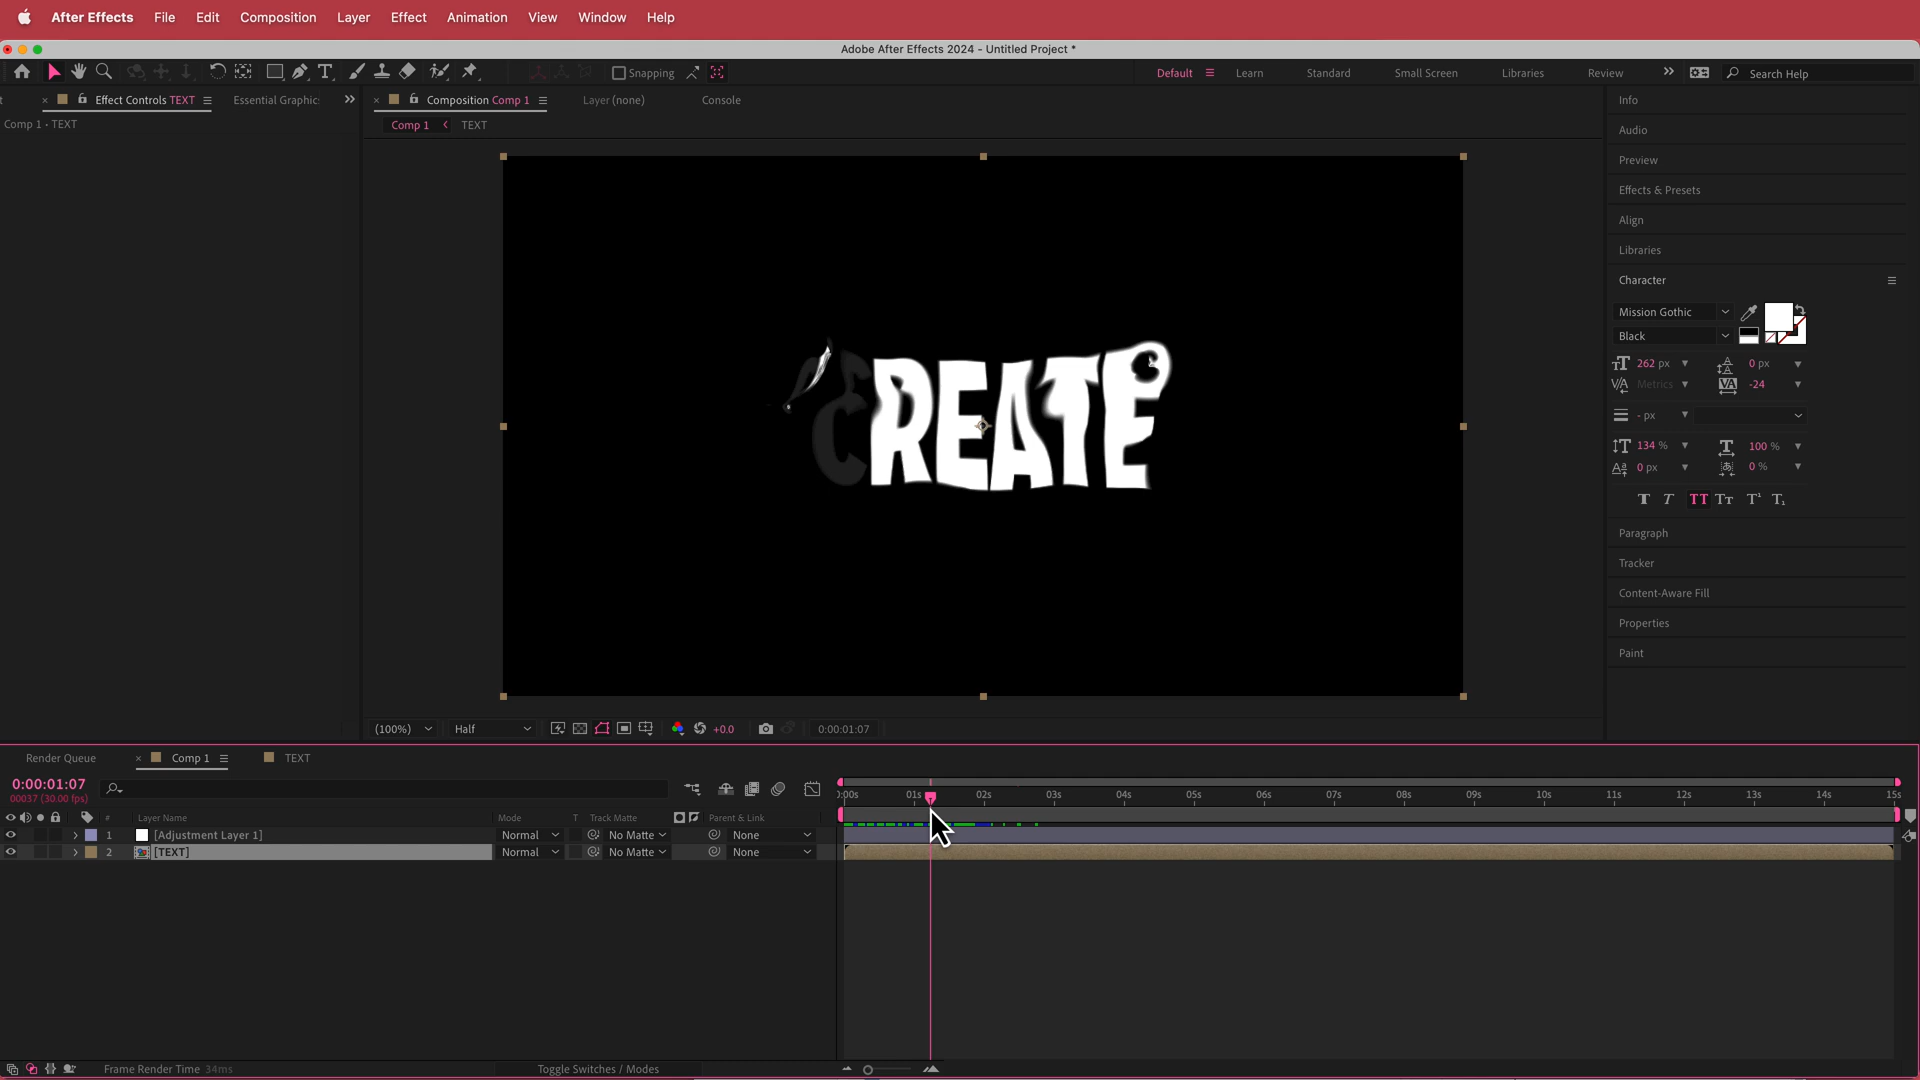 After Effects File Edit Composition Layer Effect Animation View Window Help
Adobe After Effects 2024 - Untitled Project *
Snapping Default Learn Standard Small Screen Libraries Review Search Help
Effect Controls TEXT Essential Graphic: Composition Comp 1 Layer (none) Console
Comp 1 • TEXT
Comp 1 TEXT
Info
Audio
Preview
Effects & Presets
Align
Libraries
Character
Mission Gothic
Black
262 px 0 px
Metrics -24
- px
134 % 100 %
0 px 0 %
T T TT Tт T¹ T₁
Paragraph
Tracker
Content-Aware Fill
Properties
Paint
CREATE
(100%) Half +0.0 0:00:01:07
Render Queue Comp 1 TEXT
0:00:01:07
00037 (30.00 fps)
):00s 01s 02s 03s 04s 05s 06s 07s 08s 09s 10s 11s 12s 13s 14s 15s
# Layer Name Mode T Track Matte Parent & Link
1 [Adjustment Layer 1] Normal No Matte None
2 [TEXT] Normal No Matte None
Frame Render Time 34ms Toggle Switches / Modes